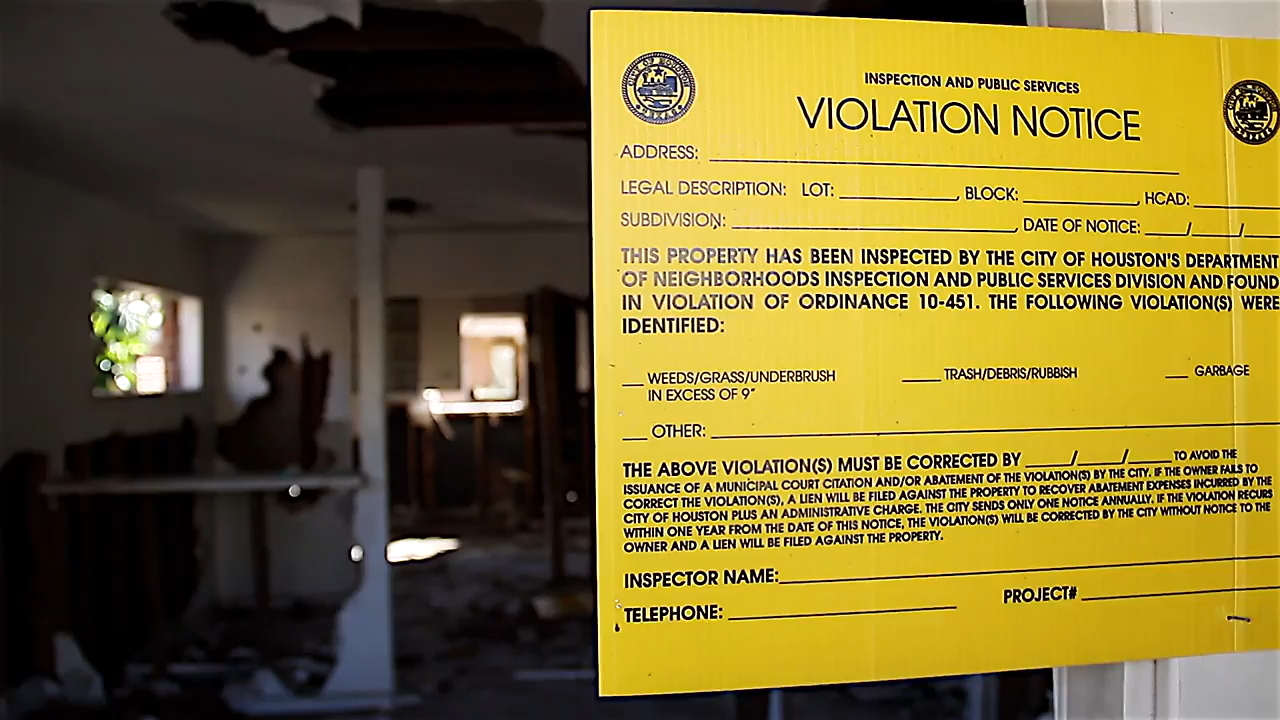 INSPECTION AND PUBLIC SERVICES
VIOLATION NOTICE
ADDRESS:
LEGAL DESCRIPTION: LOT: , BLOCK: , HCAD:
SUBDIVISION: , DATE OF NOTICE: / /
THIS PROPERTY HAS BEEN INSPECTED BY THE CITY OF HOUSTON'S DEPARTMENT
OF NEIGHBORHOODS INSPECTION AND PUBLIC SERVICES DIVISION AND FOUND
IN VIOLATION OF ORDINANCE 10-451. THE FOLLOWING VIOLATION(S) WERE
IDENTIFIED:
WEEDS/GRASS/UNDERBRUSH TRASH/DEBRIS/RUBBISH GARBAGE
IN EXCESS OF 9"
OTHER:
THE ABOVE VIOLATION(S) MUST BE CORRECTED BY / / TO AVOID THE
ISSUANCE OF A MUNICIPAL COURT CITATION AND/OR ABATEMENT OF THE VIOLATION(S) BY THE CITY. IF THE OWNER FAILS TO
CORRECT THE VIOLATION(S), A LIEN WILL BE FILED AGAINST THE PROPERTY TO RECOVER ABATEMENT EXPENSES INCURRED BY THE
CITY OF HOUSTON PLUS AN ADMINISTRATIVE CHARGE. THE CITY SENDS ONLY ONE NOTICE ANNUALLY. IF THE VIOLATION RECURS
WITHIN ONE YEAR FROM THE DATE OF THIS NOTICE, THE VIOLATION(S) WILL BE CORRECTED BY THE CITY WITHOUT NOTICE TO THE
OWNER AND A LIEN WILL BE FILED AGAINST THE PROPERTY.
INSPECTOR NAME:
TELEPHONE: PROJECT#